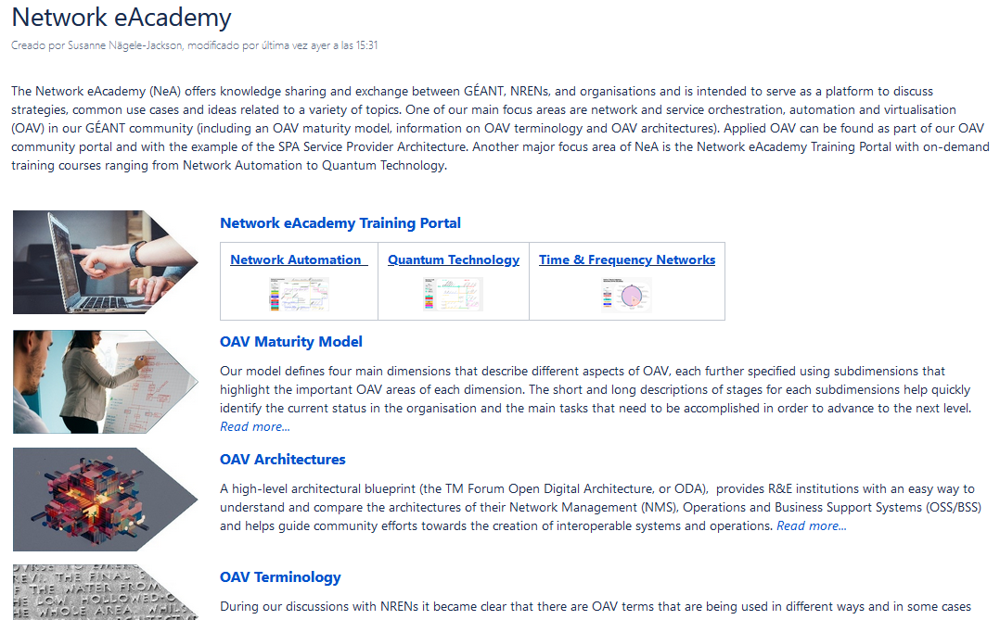 Network eAcademy
Creado por Susanne Nägele-Jackson, modificado por última vez ayer a las 15:31
The Network eAcademy (NeA) offers knowledge sharing and exchange between GÉANT, NRENs, and organisations and is intended to serve as a platform to discuss
strategies, common use cases and ideas related to a variety of topics. One of our main focus areas are network and service orchestration, automation and virtualisation
(OAV) in our GÉANT community (including an OAV maturity model, information on OAV terminology and OAV architectures). Applied OAV can be found as part of our OAV
community portal and with the example of the SPA Service Provider Architecture. Another major focus area of NeA is the Network eAcademy Training Portal with on-demand
training courses ranging from Network Automation to Quantum Technology.
Network eAcademy Training Portal
Network Automation
Quantum Technology
Time & Frequency Networks
OAV Maturity Model
Our model defines four main dimensions that describe different aspects of OAV, each further specified using subdimensions that
highlight the important OAV areas of each dimension. The short and long descriptions of stages for each subdimensions help quickly
identify the current status in the organisation and the main tasks that need to be accomplished in order to advance to the next level.
Read more...
OAV Architectures
A high-level architectural blueprint (the TM Forum Open Digital Architecture, or ODA),  provides R&E institutions with an easy way to
understand and compare the architectures of their Network Management (NMS), Operations and Business Support Systems (OSS/BSS)
and helps guide community efforts towards the creation of interoperable systems and operations. Read more...
THE FINAL
THE WATER FROM
HOLLOWED
WHOLE AREA
OAV Terminology
During our discussions with NRENs it became clear that there are OAV terms that are being used in different ways and in some cases